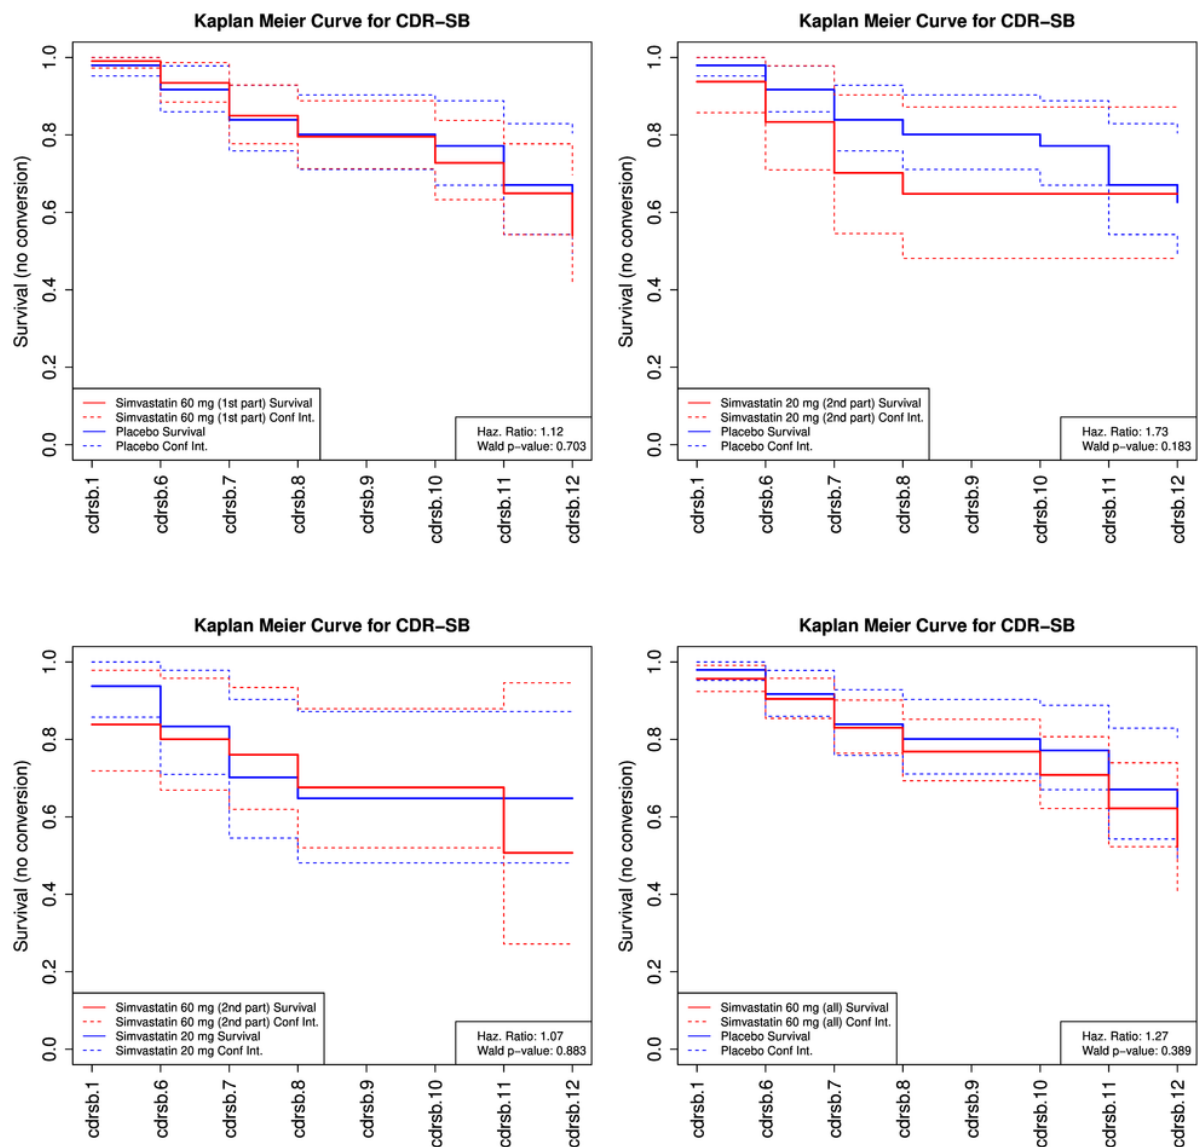 Kaplan Meier Curve for CDR−SB
Survival (no conversion)
1.0
0.8
0.6
0.4
0.2
0.0
Simvastatin 60 mg (1st part) Survival
Simvastatin 60 mg (1st part) Conf Int.
Placebo Survival
Placebo Conf Int.
Haz. Ratio: 1.12
Wald p−value: 0.703
cdrsb.1
cdrsb.6
cdrsb.7
cdrsb.8
cdrsb.9
cdrsb.10
cdrsb.11
cdrsb.12
Kaplan Meier Curve for CDR−SB
Survival (no conversion)
1.0
0.8
0.6
0.4
0.2
0.0
Simvastatin 20 mg (2nd part) Survival
Simvastatin 20 mg (2nd part) Conf Int.
Placebo Survival
Placebo Conf Int.
Haz. Ratio: 1.73
Wald p−value: 0.183
cdrsb.1
cdrsb.6
cdrsb.7
cdrsb.8
cdrsb.9
cdrsb.10
cdrsb.11
cdrsb.12
Kaplan Meier Curve for CDR−SB
Survival (no conversion)
1.0
0.8
0.6
0.4
0.2
0.0
Simvastatin 60 mg (2nd part) Survival
Simvastatin 60 mg (2nd part) Conf Int.
Simvastatin 20 mg Survival
Simvastatin 20 mg Conf Int.
Haz. Ratio: 1.07
Wald p−value: 0.883
cdrsb.1
cdrsb.6
cdrsb.7
cdrsb.8
cdrsb.9
cdrsb.10
cdrsb.11
cdrsb.12
Kaplan Meier Curve for CDR−SB
Survival (no conversion)
1.0
0.8
0.6
0.4
0.2
0.0
Simvastatin 60 mg (all) Survival
Simvastatin 60 mg (all) Conf Int.
Placebo Survival
Placebo Conf Int.
Haz. Ratio: 1.27
Wald p−value: 0.389
cdrsb.1
cdrsb.6
cdrsb.7
cdrsb.8
cdrsb.9
cdrsb.10
cdrsb.11
cdrsb.12